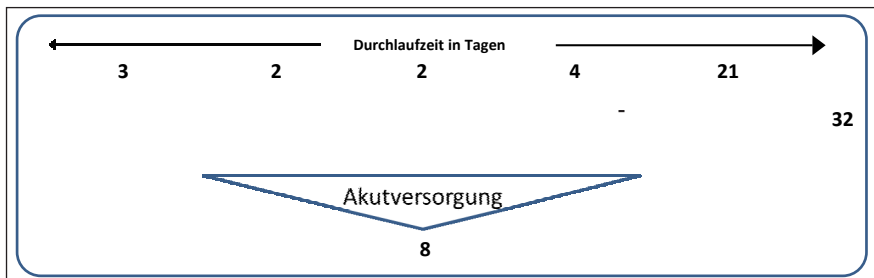 Durchlaufzeit in Tagen
3 2 2 4 21
-
32
Akutversorgung
8